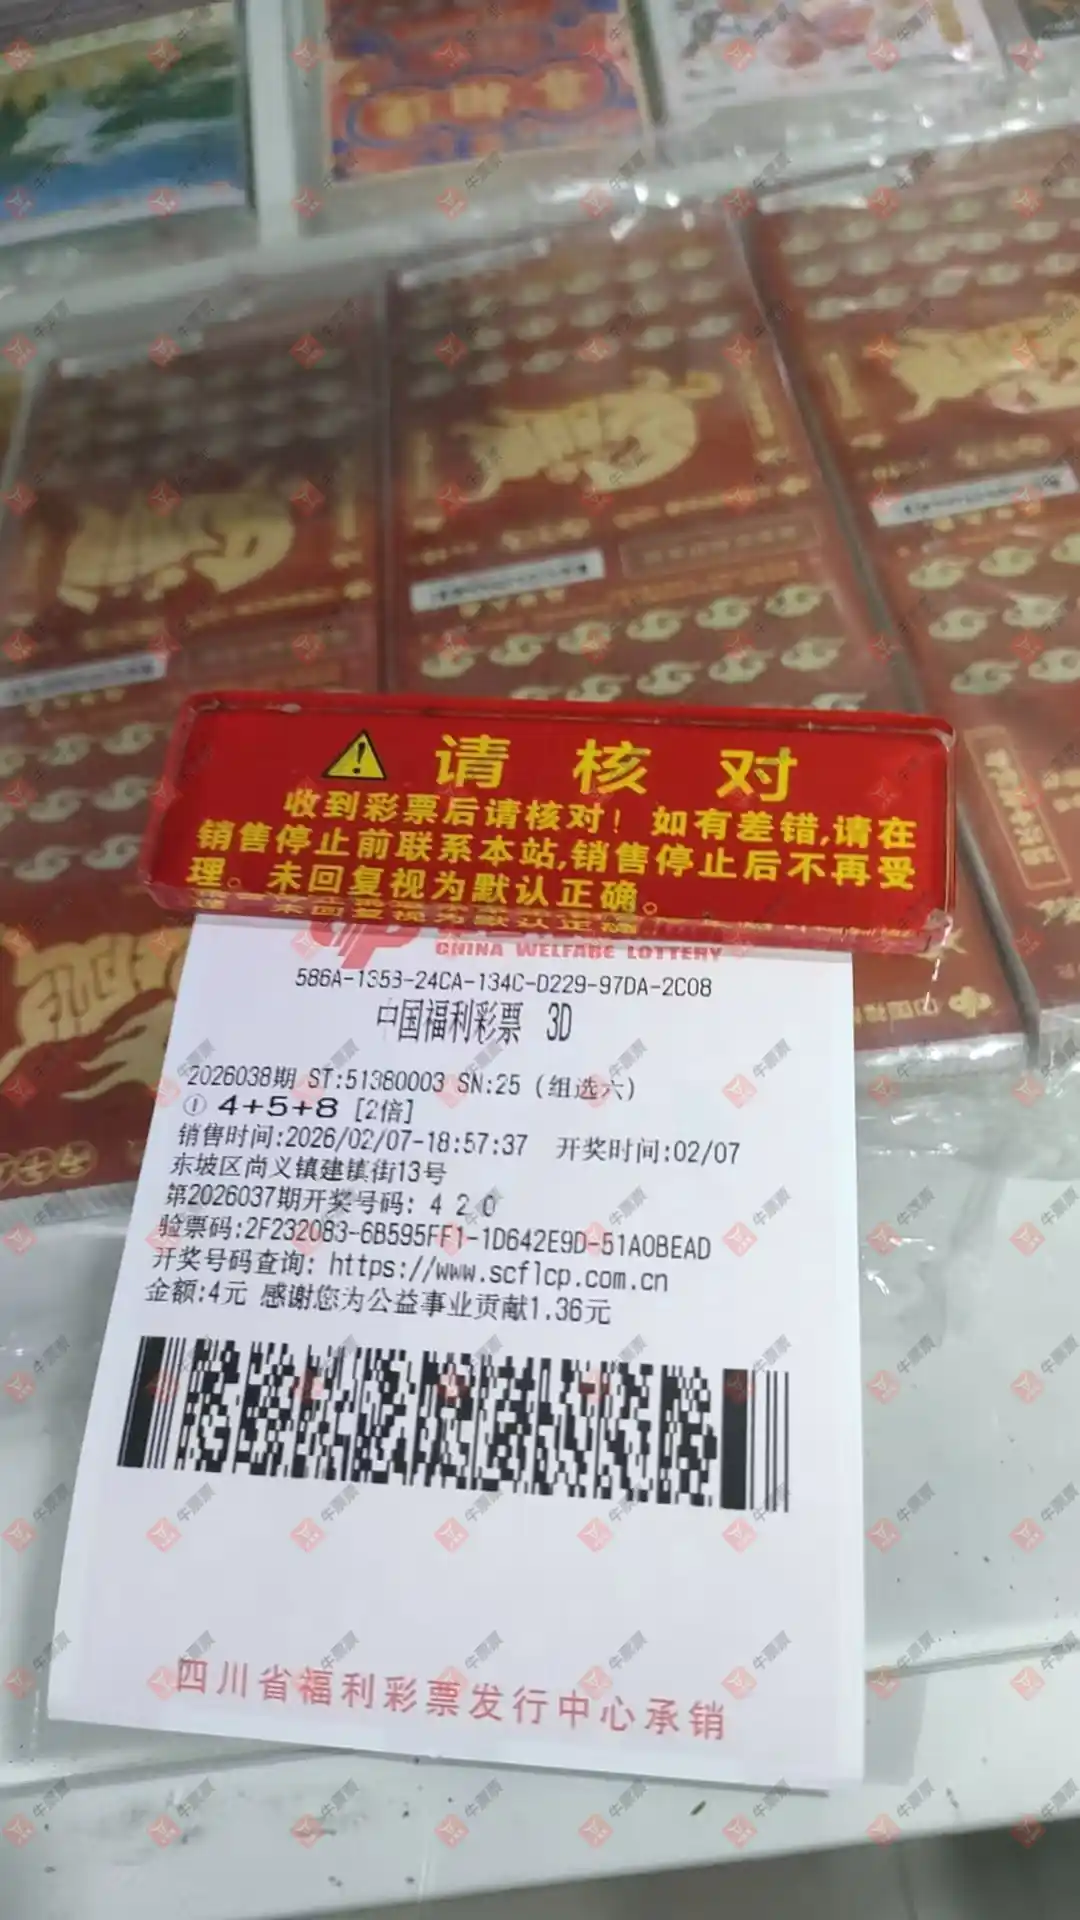 请核对
收到彩票后请核对！如有差错,请在
销售停止前联系本站,销售停止后不再受
理。未回复视为默认正确。
CHINA WELFARE LOTTERY
586A-135B-24CA-134C-D229-97DA-2C08
中国福利彩票 3D
2026038期 ST:51380003 SN:25 (组选六)
① 4+5+8 [2倍]
销售时间:2026/02/07-18:57:37 开奖时间:02/07
东坡区尚义镇建镇街13号
第2026037期开奖号码: 4 2 0
验票码:2F232083-6B595FF1-1D642E9D-51A0BEAD
开奖号码查询: https://www.scflcp.com.cn
金额:4元 感谢您为公益事业贡献1.36元
四川省福利彩票发行中心承销
牛票票